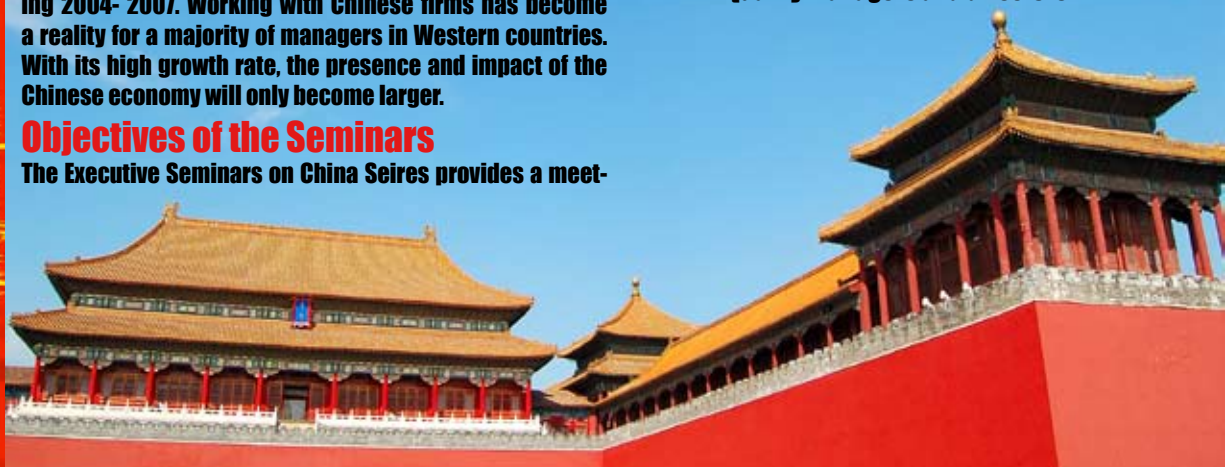 ing 2004- 2007. Working with Chinese firms has become
a reality for a majority of managers in Western countries.
With its high growth rate, the presence and impact of the
Chinese economy will only become larger.
Objectives of the Seminars
The Executive Seminars on China Seires provides a meet-